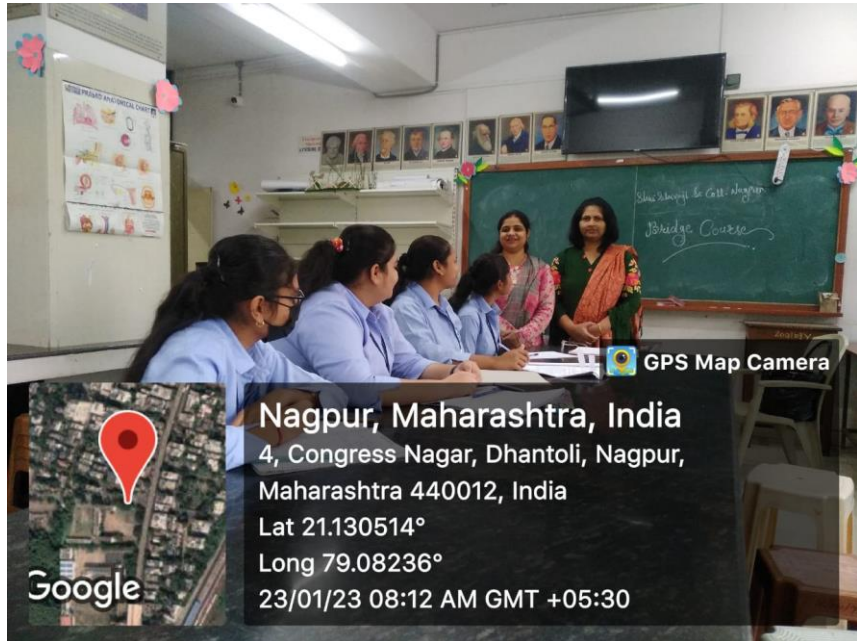 Bridge Course
ZOOLOGY
GPS Map Camera
Nagpur, Maharashtra, India
4, Congress Nagar, Dhantoli, Nagpur,
Maharashtra 440012, India
Lat 21.130514°
Long 79.08236°
23/01/23 08:12 AM GMT +05:30
Google